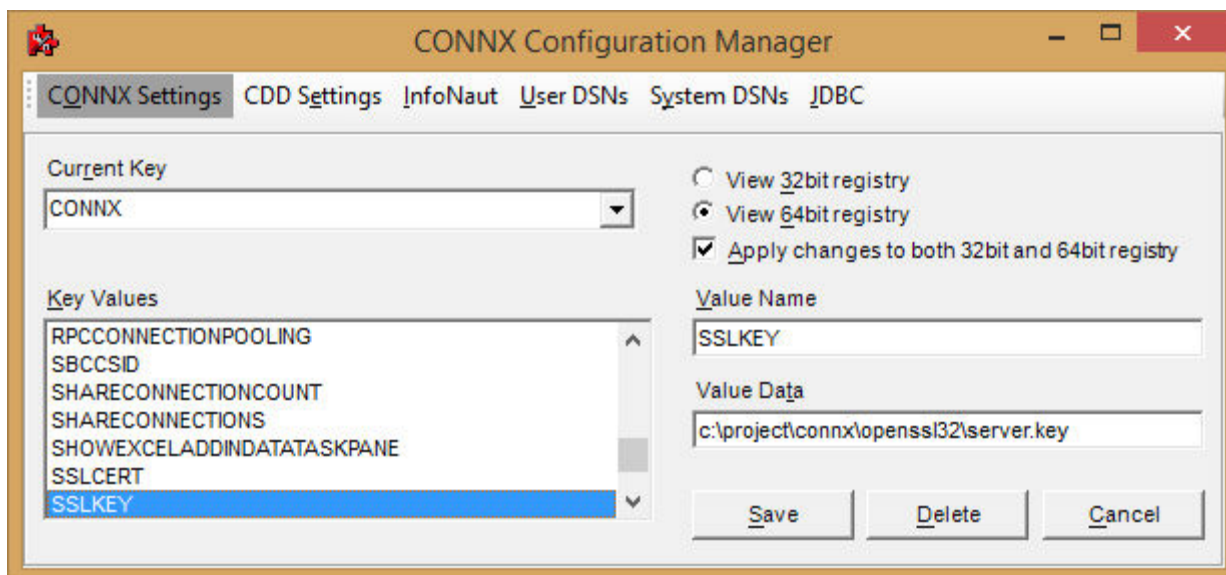 CONNX Configuration Manager
CONNX Settings CDD Settings InfoNaut User DSNs System DSNs JDBC
Current Key
CONNX
View 32bit registry
View 64bit registry
Apply changes to both 32bit and 64bit registry
Key Values
RPCCONNECTIONPOOLING
SBCCSID
SHARECONNECTIONCOUNT
SHARECONNECTIONS
SHOWEXCELADDINDATATASKPANE
SSLCERT
SSLKEY
Value Name
SSLKEY
Value Data
c:\project\connx\openssl32\server.key
Save Delete Cancel